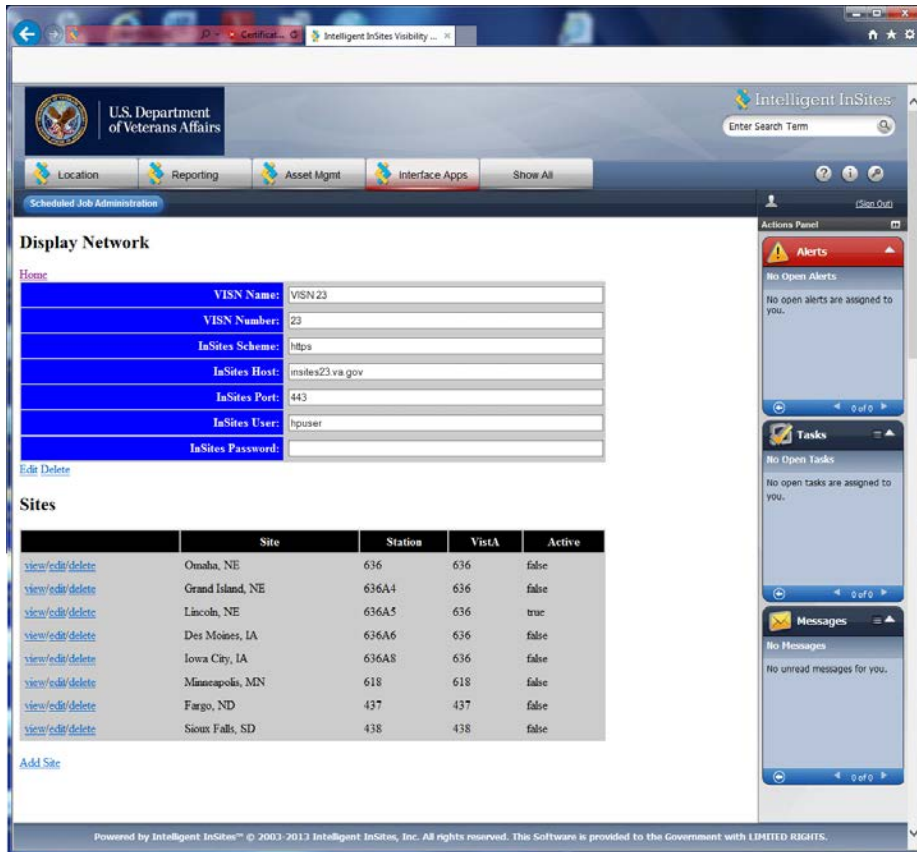 Certificat...
Intelligent InSites Visibility ...
U.S. Department
of Veterans Affairs
Intelligent InSites
Enter Search Term
Location
Reporting
Asset Mgmt
Interface Apps
Show All
Scheduled Job Administration
(Sign Out)
Display Network
Home
VISN Name: VISN 23
VISN Number: 23
InSites Scheme: https
InSites Host: insites23.va.gov
InSites Port: 443
InSites User: hpuser
InSites Password:
Edit Delete
Sites
Site Station VistA Active
view/edit/delete Omaha, NE 636 636 false
view/edit/delete Grand Island, NE 636A4 636 false
view/edit/delete Lincoln, NE 636A5 636 true
view/edit/delete Des Moines, IA 636A6 636 false
view/edit/delete Iowa City, IA 636A8 636 false
view/edit/delete Minneapolis, MN 618 618 false
view/edit/delete Fargo, ND 437 437 false
view/edit/delete Sioux Falls, SD 438 438 false
Add Site
Actions Panel
Alerts
No Open Alerts
No open alerts are assigned to
you.
0 of 0
Tasks
No Open Tasks
No open tasks are assigned to
you.
0 of 0
Messages
No Messages
No unread messages for you.
0 of 0
Powered by Intelligent InSites™ © 2003-2013 Intelligent InSites, Inc. All rights reserved. This Software is provided to the Government with LIMITED RIGHTS.